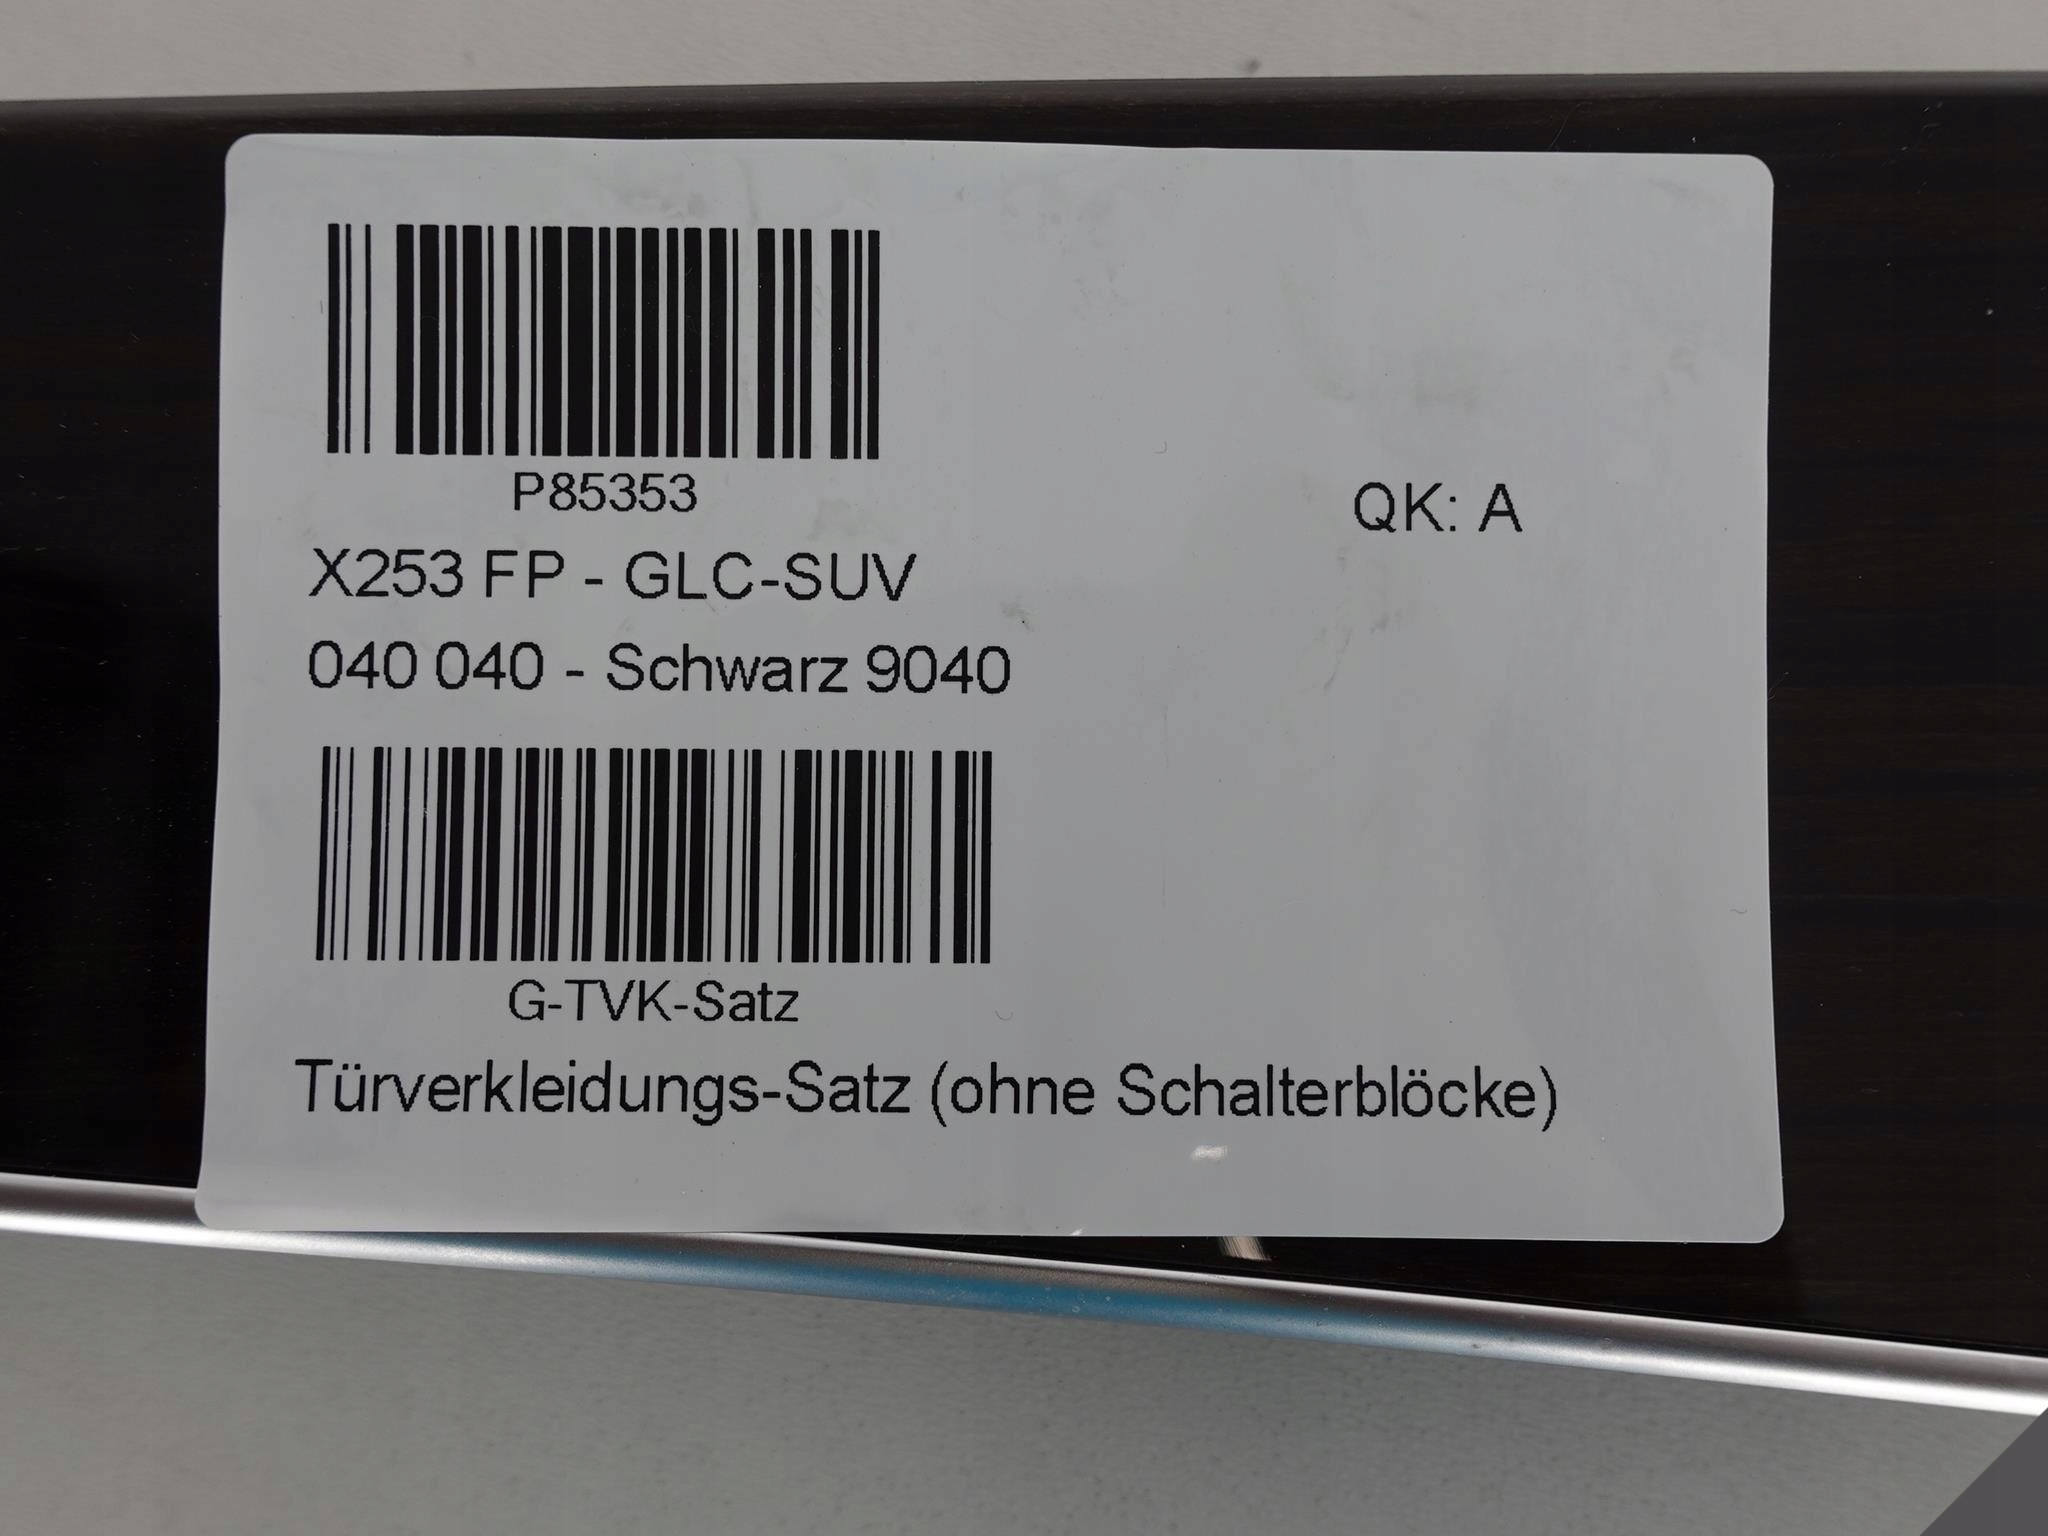 P85353
QK: A
X253 FP - GLC-SUV
040 040 - Schwarz 9040
G-TVK-Satz
Türverkleidungs-Satz (ohne Schalterblöcke)